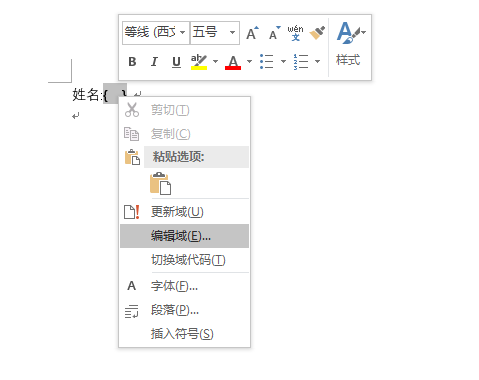 等线 (西文 五号 A A wén 文 A
B I U ab A 样式
姓名:{ }
剪切(T)
复制(C)
粘贴选项:
更新域(U)
编辑域(E)...
切换域代码(T)
A 字体(F)...
段落(P)...
插入符号(S)